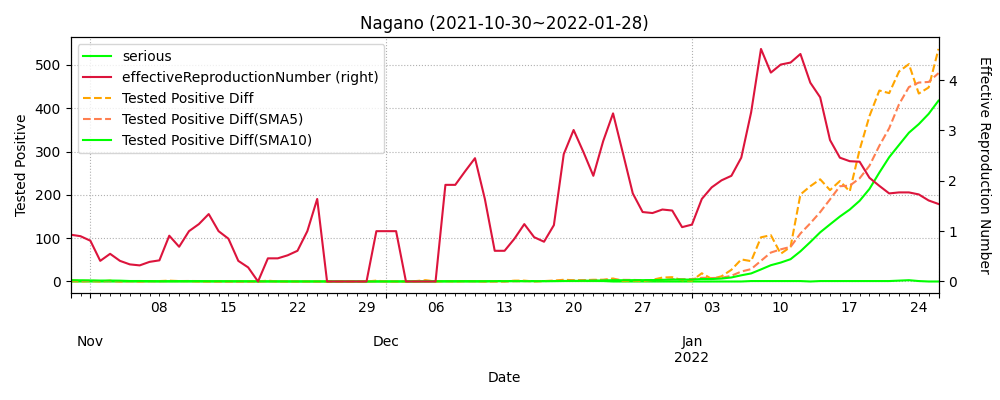 Nagano (2021-10-30~2022-01-28)
serious
effectiveReproductionNumber (right)
Tested Positive Diff
Tested Positive Diff(SMA5)
Tested Positive Diff(SMA10)
Tested Positive
500
400
300
200
100
0
Effective Reproduction Number
4
3
2
1
0
08 15 22 29 06 13 20 27 03 10 17 24
Nov Dec Jan
2022
Date